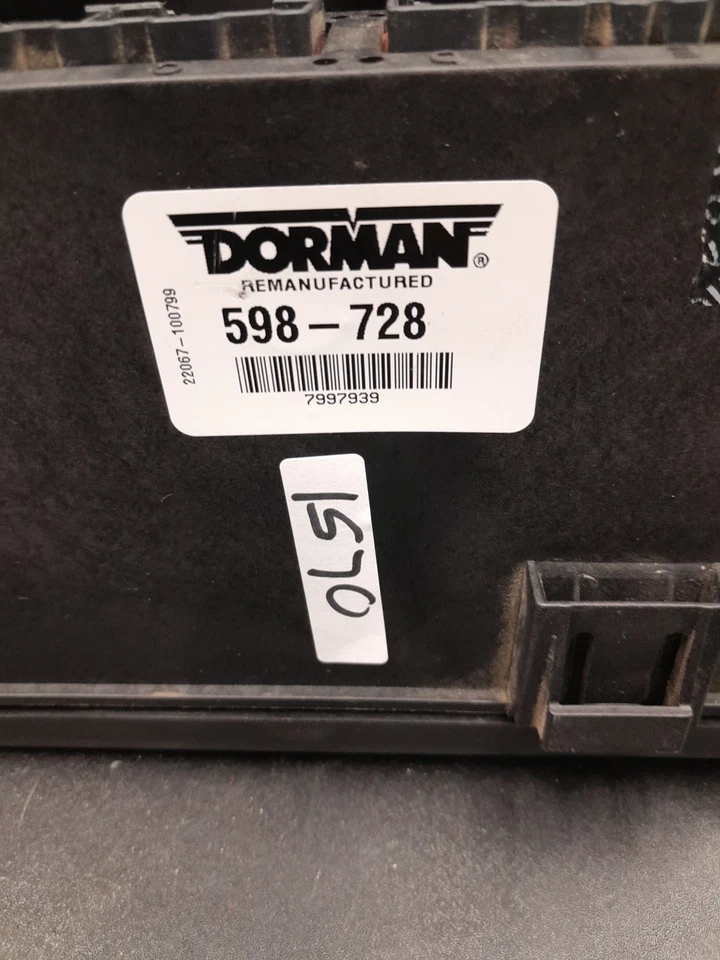 DORMAN®
REMANUFACTURED
598-728
7997939
22067-100799
1570